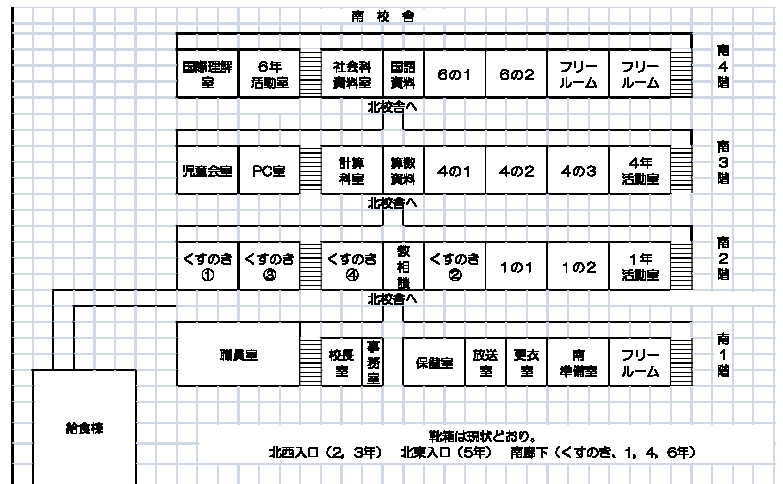 南 校 舎
国際理解室 6年活動室 社会科資料室 国語資料 6の1 6の2 フリールーム フリールーム 南4階
北校舎へ
児童会室 PC室 計算科室 算数資料 4の1 4の2 4の3 4年活動室 南3階
北校舎へ
くすのき① くすのき③ くすのき④ 教相談 くすのき② 1の1 1の2 1年活動室 南2階
北校舎へ
職員室 校長室 事務室 保健室 放送室 更衣室 南準備室 フリールーム 南1階
給食棟
靴箱は現状どおり。
北西入口（2，3年） 北東入口（5年） 南廊下（くすのき、1，4，6年）